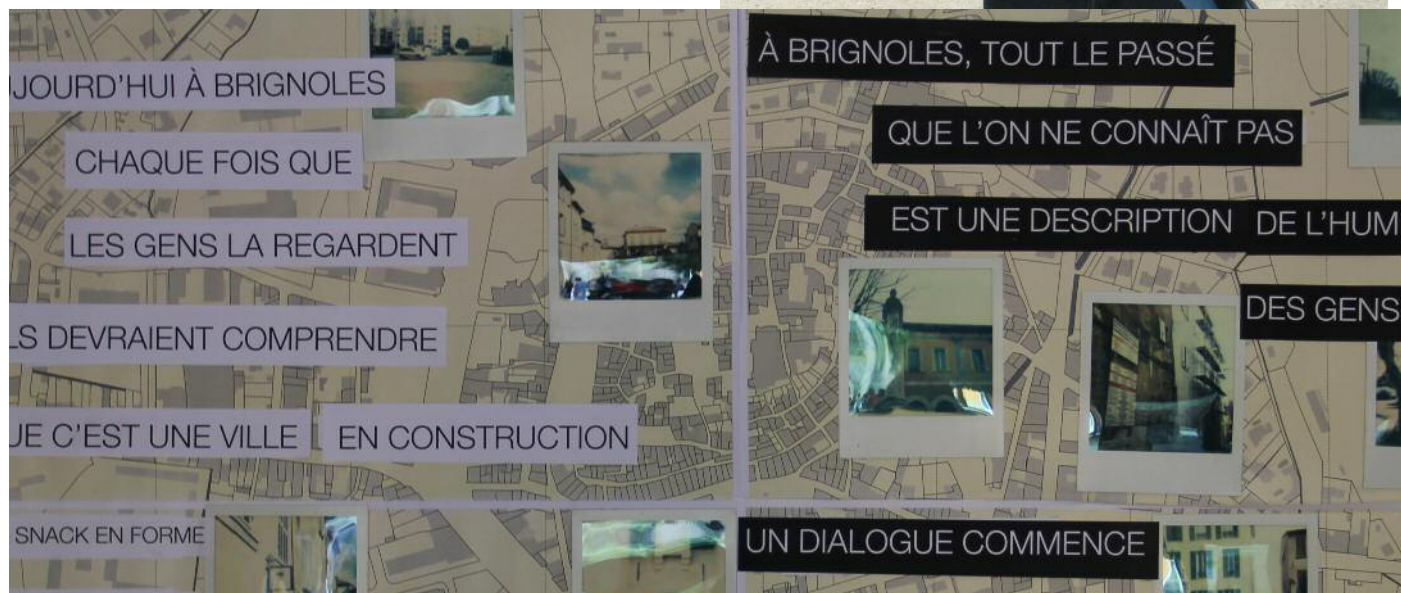 JOURD'HUI À BRIGNOLES
CHAQUE FOIS QUE
LES GENS LA REGARDENT
LS DEVRAIENT COMPRENDRE
UE C'EST UNE VILLE EN CONSTRUCTION
SNACK EN FORME
À BRIGNOLES, TOUT LE PASSÉ
QUE L'ON NE CONNAÎT PAS
EST UNE DESCRIPTION DE L'HUM
DES GENS
UN DIALOGUE COMMENCE